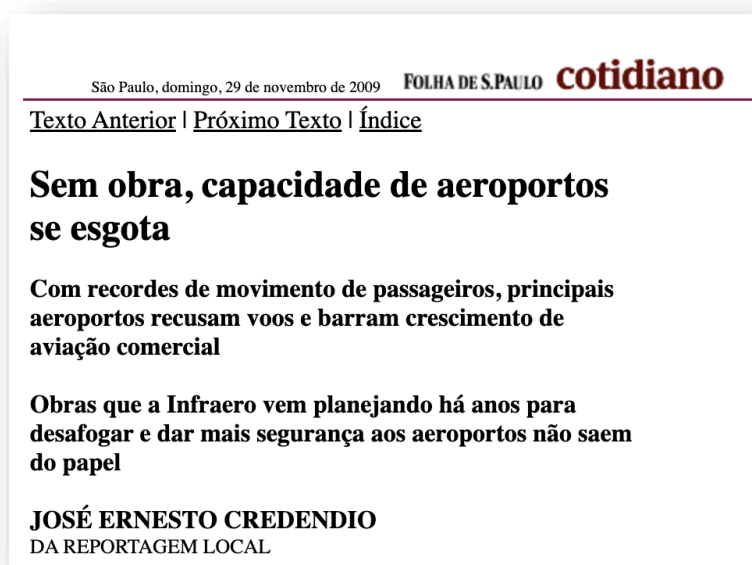 São Paulo, domingo, 29 de novembro de 2009 FOLHA DE S.PAULO cotidiano
Texto Anterior | Próximo Texto | Índice
Sem obra, capacidade de aeroportos
se esgota
Com recordes de movimento de passageiros, principais
aeroportos recusam voos e barram crescimento de
aviação comercial
Obras que a Infraero vem planejando há anos para
desafogar e dar mais segurança aos aeroportos não saem
do papel
JOSÉ ERNESTO CREDENDIO
DA REPORTAGEM LOCAL